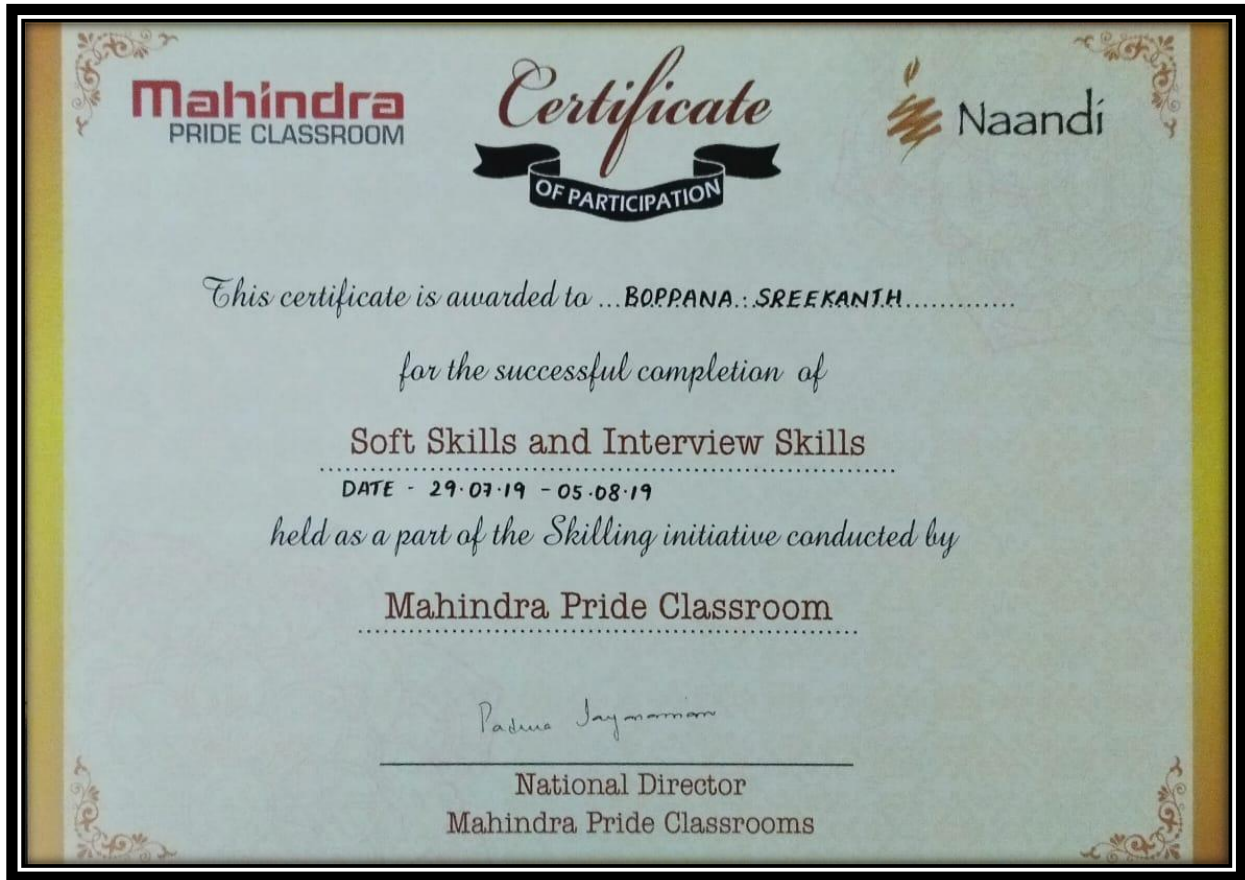 Mahindra
PRIDE CLASSROOM
Certificate
OF PARTICIPATION
Naandi
This certificate is awarded to ...BOPPANA.:.SREEKANTH.............
for the successful completion of
Soft Skills and Interview Skills
DATE - 29.07.19 - 05.08.19
held as a part of the Skilling initiative conducted by
Mahindra Pride Classroom
Padma Jayaraman
National Director
Mahindra Pride Classrooms